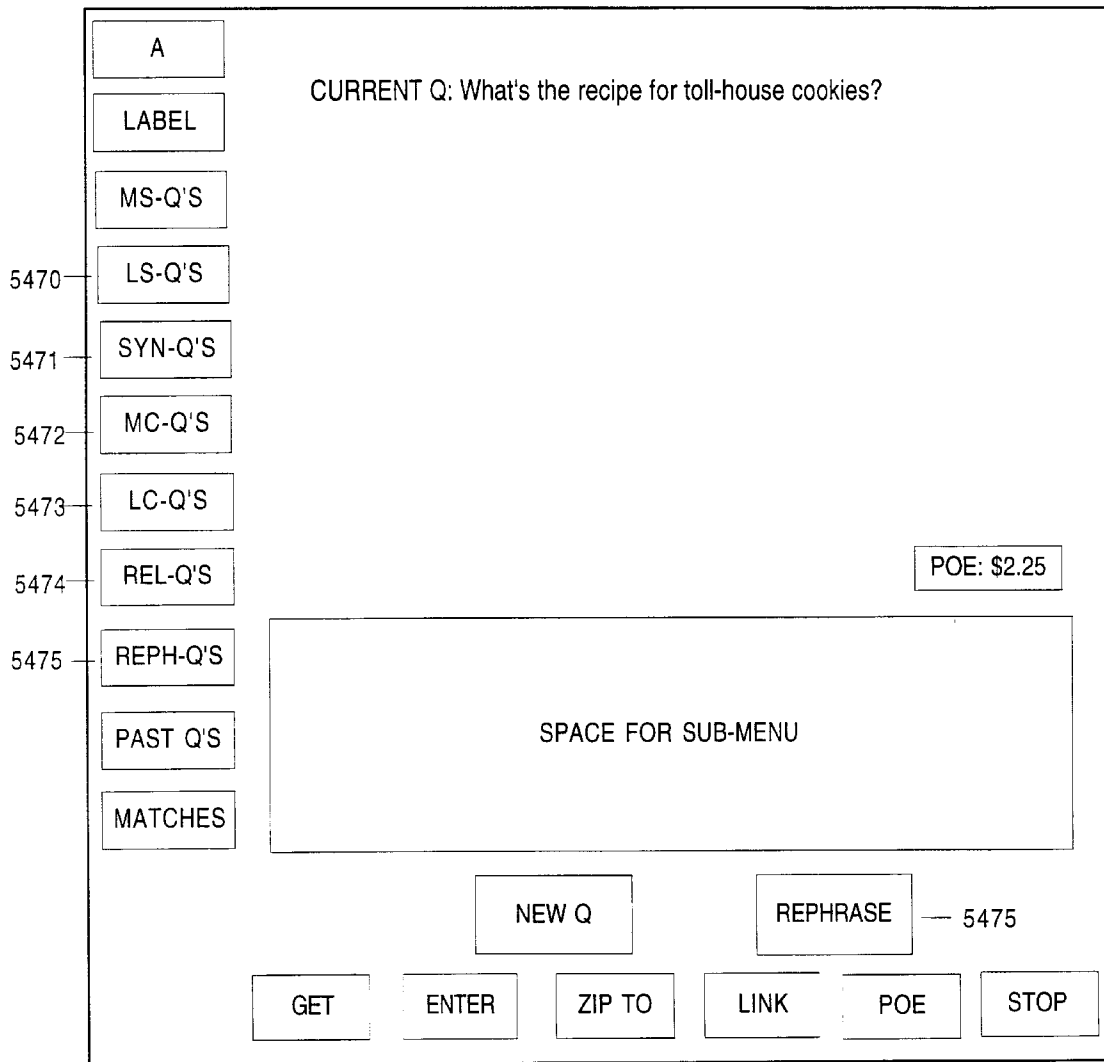 A
CURRENT Q: What's the recipe for toll-house cookies?
LABEL
MS-Q'S
5470 LS-Q'S
5471 SYN-Q'S
5472 MC-Q'S
5473 LC-Q'S
5474 REL-Q'S
POE: $2.25
5475 REPH-Q'S
PAST Q'S
SPACE FOR SUB-MENU
MATCHES
NEW Q
REPHRASE 5475
GET ENTER ZIP TO LINK POE STOP